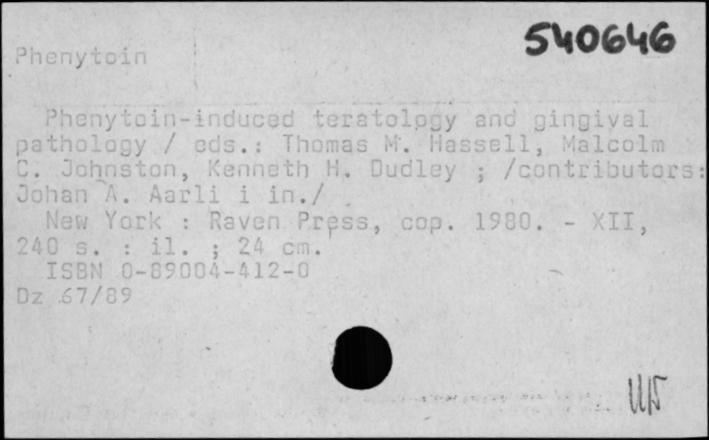 540646
Phenytoin
Phenytoin-induced teratology and gingival
pathology / eds.: Thomas M. Hassell, Malcolm
C. Johnston, Kenneth H. Dudley ; /contributors:
Johan A. Aarli i in./
New York : Raven Press, cop. 1980. - XII,
240 s. : il. ; 24 cm.
ISBN 0-89004-412-0
Dz 67/89